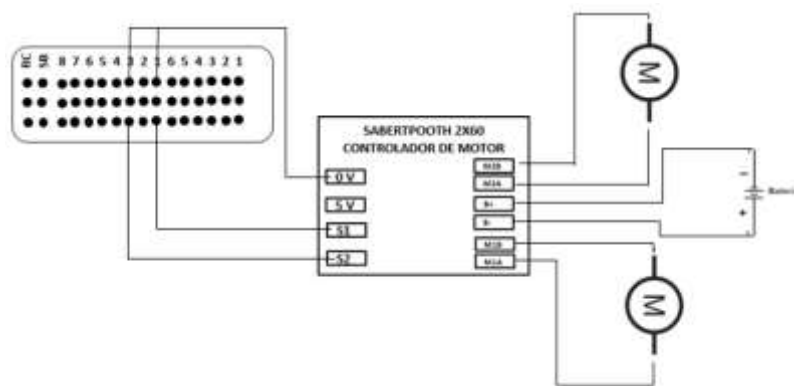 RC SB 8 7 6 5 4 3 2 1 6 5 4 3 2 1
SABERTPOOTH 2X60
CONTROLADOR DE MOTOR
0 V
5 V
S1
S2
M2B
M2A
B+
B-
M1B
M1A
M
M
-
+